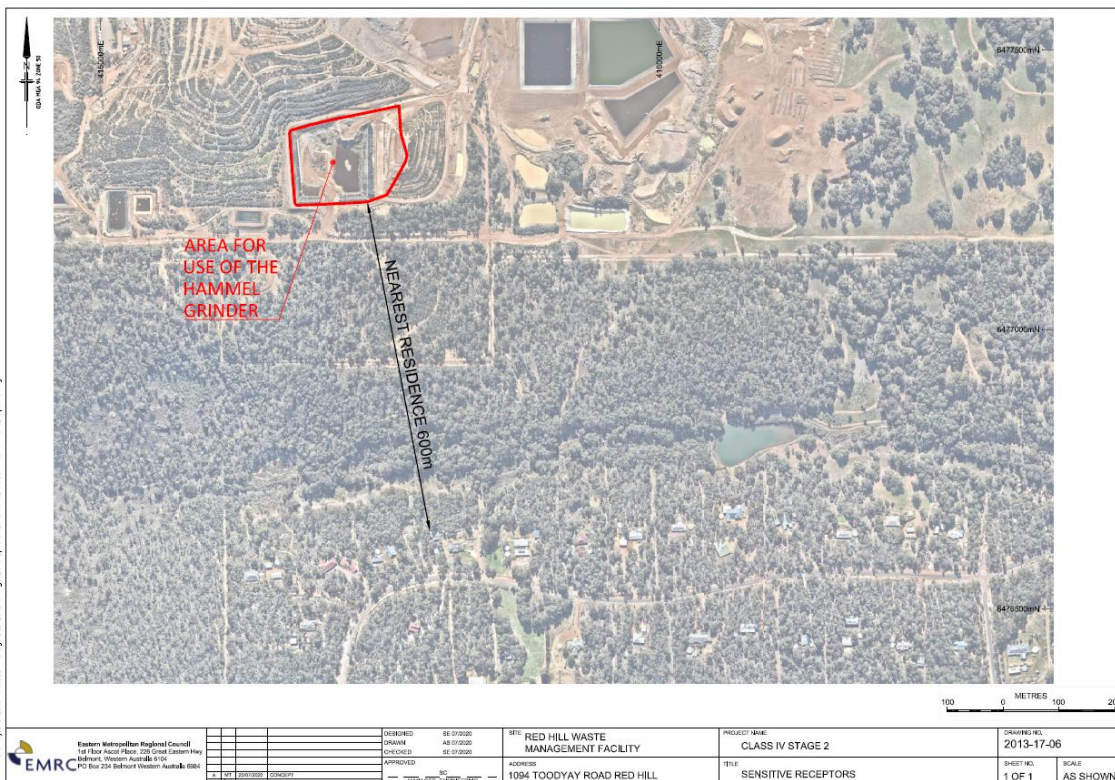 GDA MGA 94 ZONE 50
416000mE
6477500mN
AREA FOR
USE OF THE
HAMMEL
GRINDER
NEAREST RESIDENCE 600m
6477000mN
6476500mN
METRES
100 0 100
EMRC
Eastern Metropolitan Regional Council
1st Floor Ascot Place, 226 Great Eastern Hwy
Belmont, Western Australia 6104
PO Box 234 Belmont Western Australia 6984
A MT 20/07/2020 CONCEPT
DESIGNED SE 07/2020
DRAWN AS 07/2020
CHECKED SE 07/2020
APPROVED
SC
SITE RED HILL WASTE
MANAGEMENT FACILITY
ADDRESS
1094 TOODYAY ROAD RED HILL
PROJECT NAME
CLASS IV STAGE 2
TITLE
SENSITIVE RECEPTORS
DRAWING NO.
2013-17-06
SHEET NO.
1 OF 1
SCALE
AS SHOWN